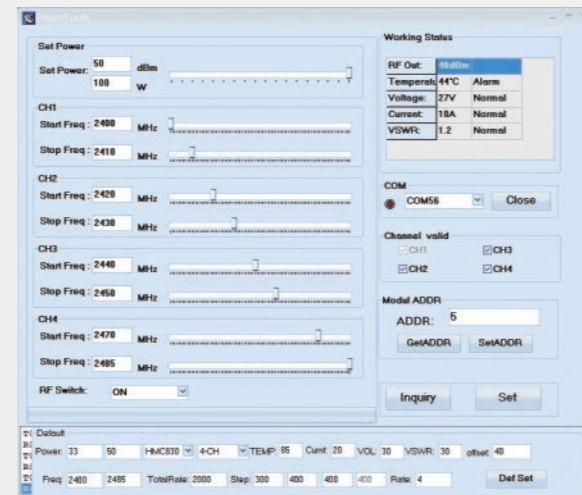 Set Power
Set Power: 50 dBm
100 W
CH1
Start Freq : 2400 MHz
Stop Freq : 2410 MHz
CH2
Start Freq : 2420 MHz
Stop Freq : 2430 MHz
CH3
Start Freq : 2440 MHz
Stop Freq : 2450 MHz
CH4
Start Freq : 2470 MHz
Stop Freq : 2485 MHz
RF Switch: ON
Working Status
RF Out: 48dBm
Temperatu 44°C Alarm
Voltage: 27V Normal
Current: 10A Normal
VSWR: 1.2 Normal
COM
COM56 Close
Channel valid
CH1 CH3
CH2 CH4
Modul ADDR
ADDR: 5
GetADDR SetADDR
Inquiry Set
Default
Power: 33 50 HMC830 4-CH TEMP: 85 Curnt: 20 VOL: 30 VSWR: 30 offset: 40
Freq: 2400 2485 TotalRate: 2000 Step: 300 400 400 400 Rate: 4 Def Set